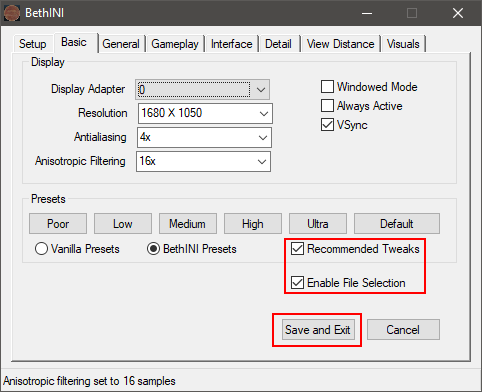 BethINI
Setup Basic General Gameplay Interface Detail View Distance Visuals
Display
Display Adapter 0 Windowed Mode
Resolution 1680 X 1050 Always Active
Antialiasing 4x VSync
Anisotropic Filtering 16x
Presets
Poor Low Medium High Ultra Default
Vanilla Presets BethINI Presets Recommended Tweaks
Enable File Selection
Save and Exit Cancel
Anisotropic filtering set to 16 samples